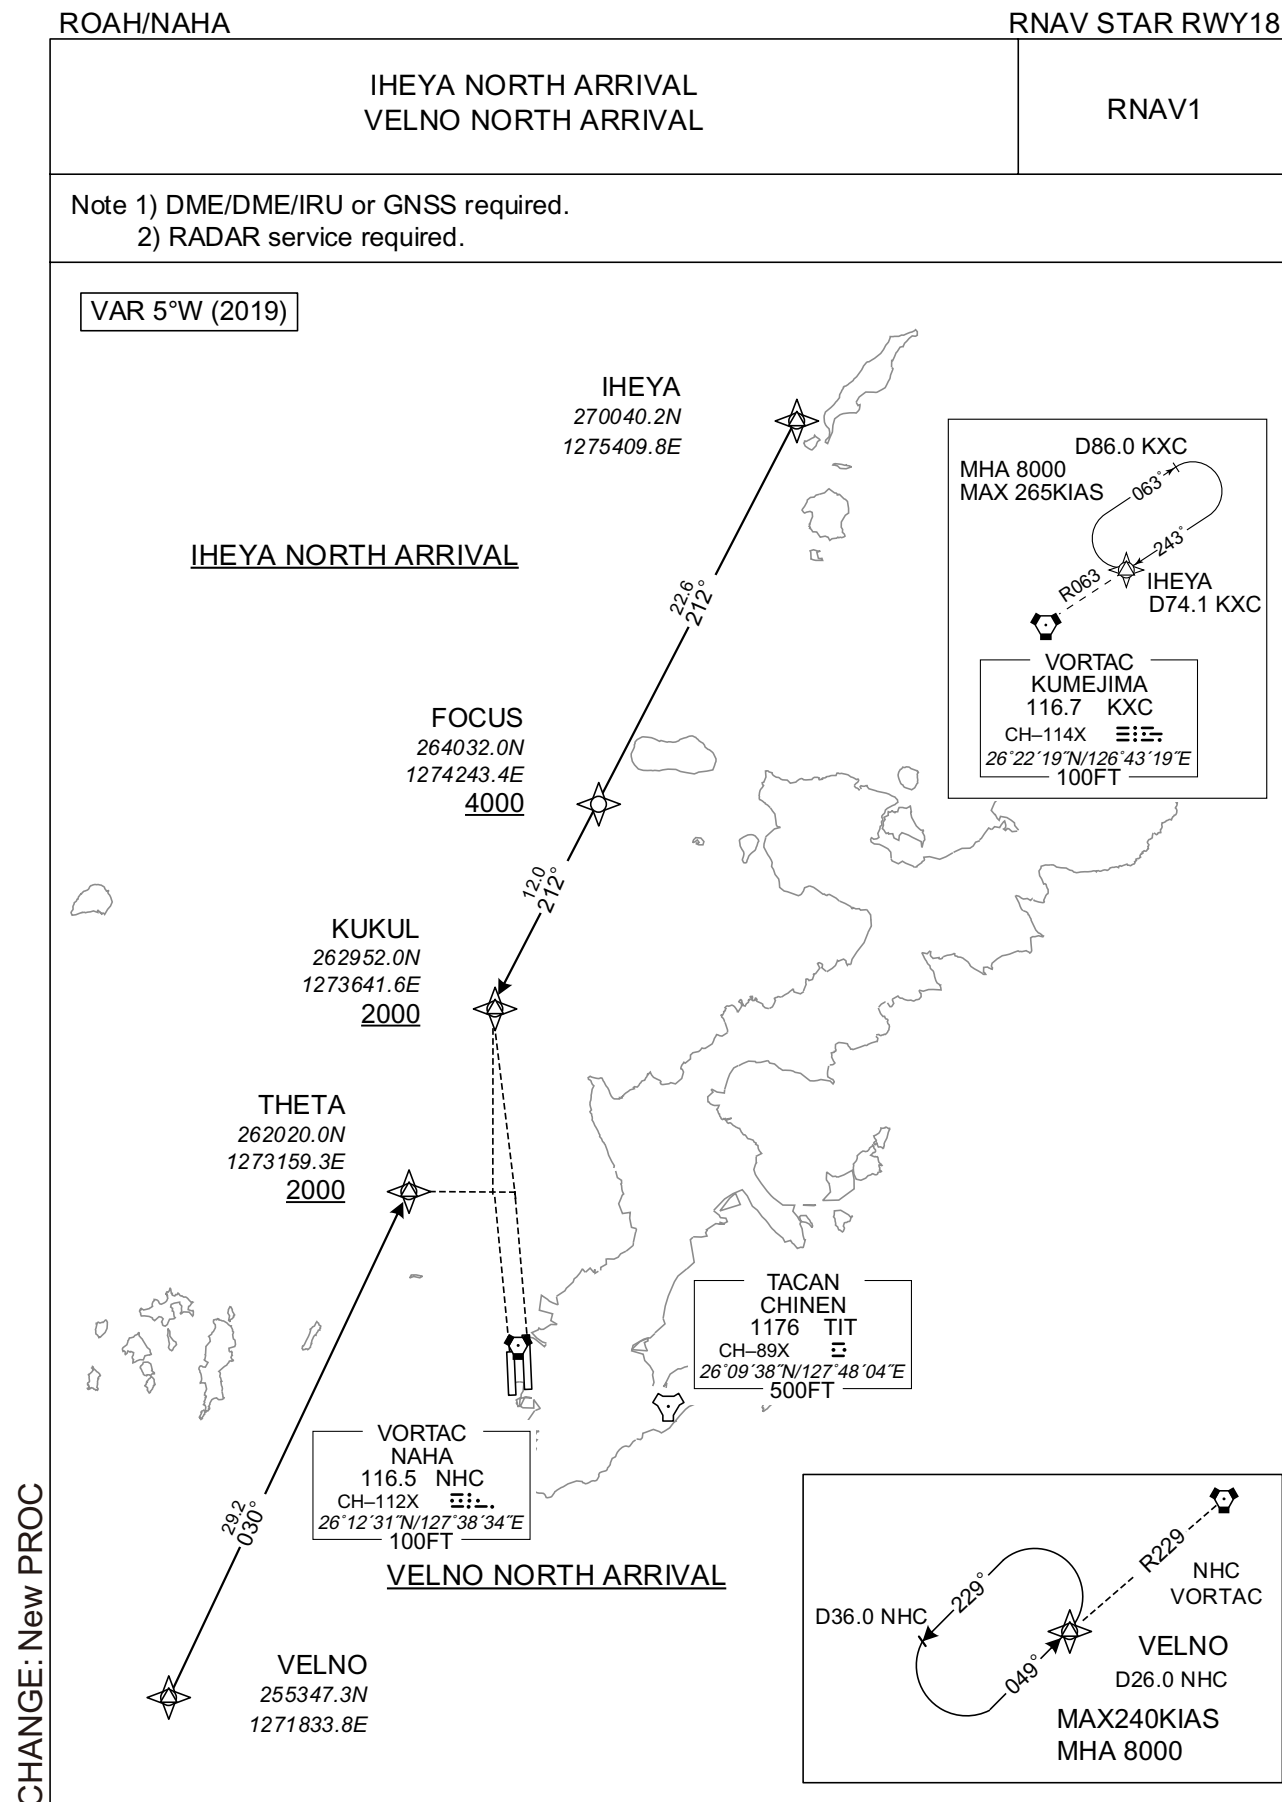 ROAH/NAHA
RNAV STAR RWY18
IHEYA NORTH ARRIVAL
VELNO NORTH ARRIVAL
RNAV1
Note 1) DME/DME/IRU or GNSS required.
2) RADAR service required.
VAR 5°W (2019)
IHEYA
270040.2N
1275409.8E
IHEYA NORTH ARRIVAL
22.6
212°
D86.0 KXC
MHA 8000
MAX 265KIAS
063°
243°
R063
IHEYA
D74.1 KXC
VORTAC
KUMEJIMA
116.7 KXC
CH–114X
26°22´19˝N/126°43´19˝E
100FT
FOCUS
264032.0N
1274243.4E
4000
12.0
212°
KUKUL
262952.0N
1273641.6E
2000
THETA
262020.0N
1273159.3E
2000
TACAN
CHINEN
1176 TIT
CH–89X
26°09´38˝N/127°48´04˝E
500FT
VORTAC
NAHA
116.5 NHC
CH–112X
26°12´31˝N/127°38´34˝E
100FT
29.2
030°
VELNO NORTH ARRIVAL
VELNO
255347.3N
1271833.8E
R229
NHC
VORTAC
229°
D36.0 NHC
049°
VELNO
D26.0 NHC
MAX240KIAS
MHA 8000
CHANGE: New PROC